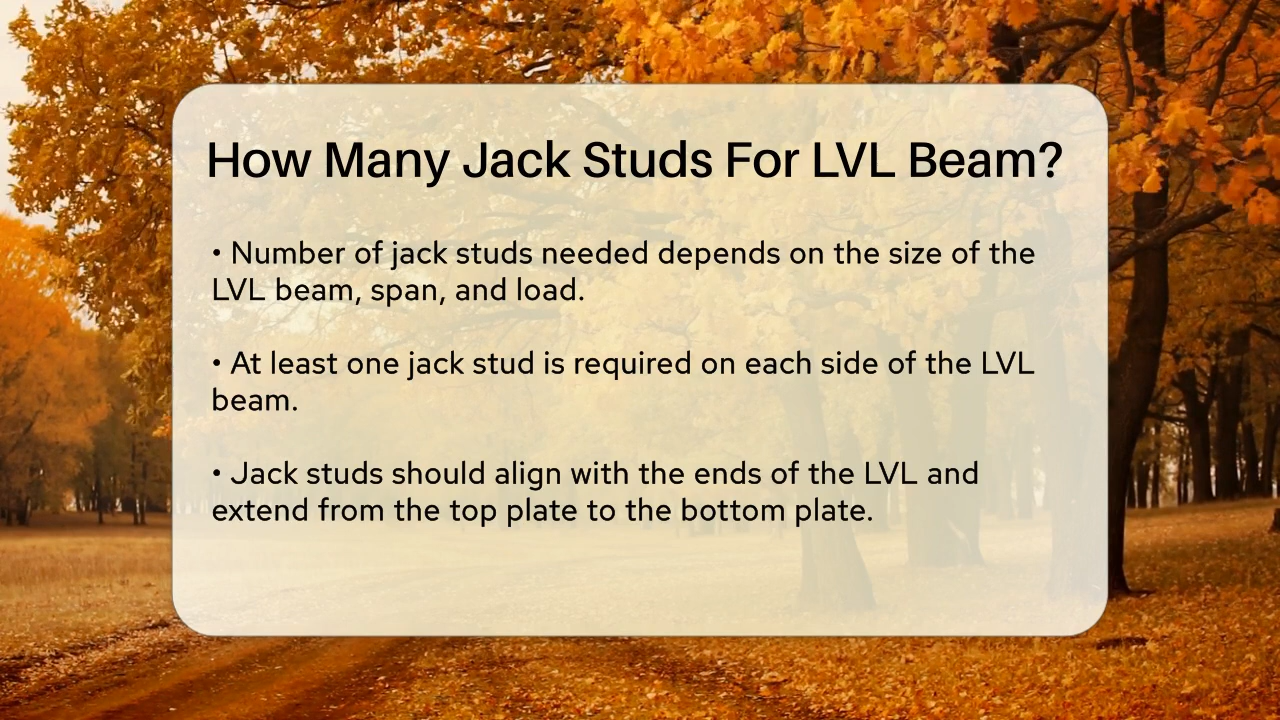 How Many Jack Studs For LVL Beam?
• Number of jack studs needed depends on the size of the
LVL beam, span, and load.
• At least one jack stud is required on each side of the LVL
beam.
• Jack studs should align with the ends of the LVL and
extend from the top plate to the bottom plate.